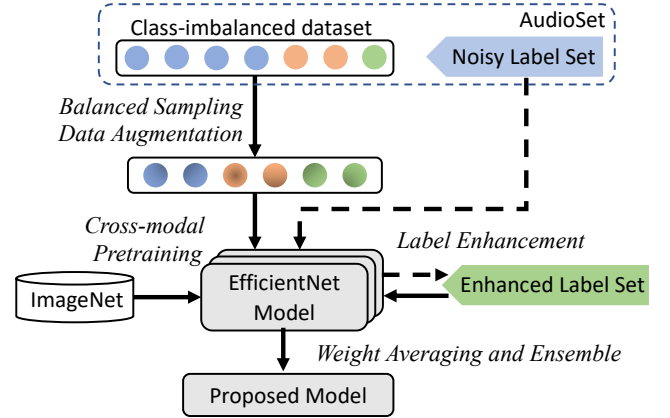 AudioSet
Class-imbalanced dataset
Noisy Label Set
Balanced Sampling
Data Augmentation
Cross-modal
Pretraining
Label Enhancement
ImageNet
EfficientNet
Model
Enhanced Label Set
Weight Averaging and Ensemble
Proposed Model